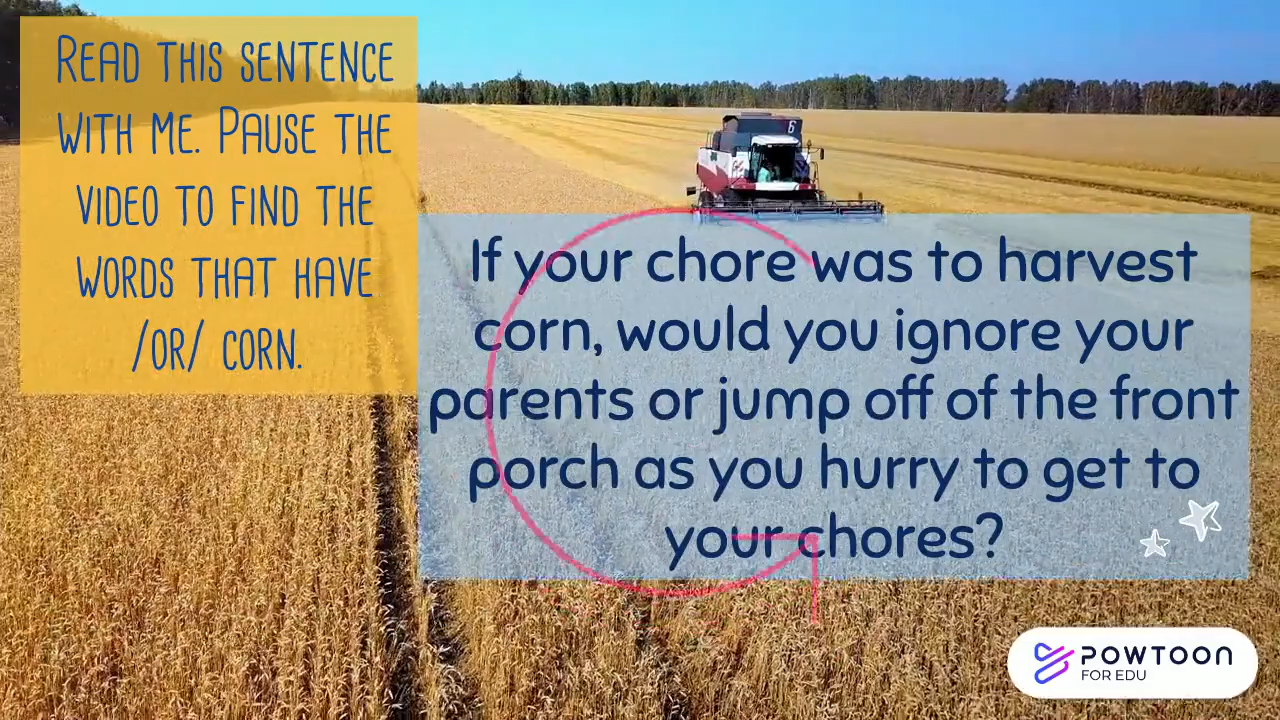 READ THIS SENTENCE
WITH ME. PAUSE THE
VIDEO TO FIND THE
WORDS THAT HAVE
/OR/ CORN.
6
If your chore was to harvest
corn, would you ignore your
parents or jump off of the front
porch as you hurry to get to
your chores?
POWTOON
FOR EDU